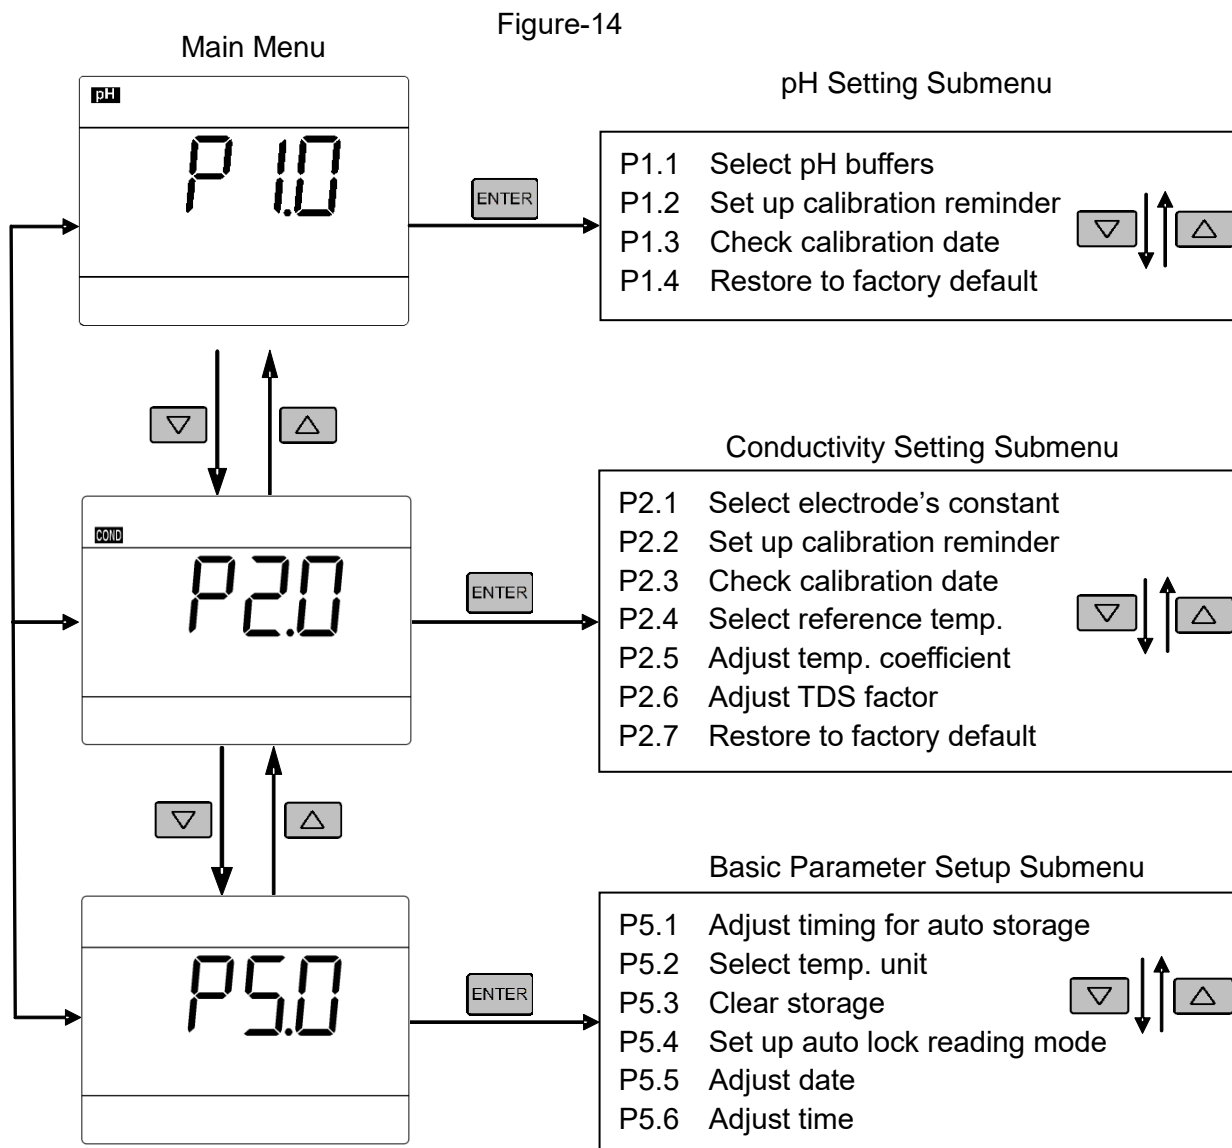 Figure-14
Main Menu
pH Setting Submenu
pH
P1.0
ENTER
P1.1 Select pH buffers
P1.2 Set up calibration reminder
P1.3 Check calibration date
P1.4 Restore to factory default
Conductivity Setting Submenu
COND
P2.0
ENTER
P2.1 Select electrode’s constant
P2.2 Set up calibration reminder
P2.3 Check calibration date
P2.4 Select reference temp.
P2.5 Adjust temp. coefficient
P2.6 Adjust TDS factor
P2.7 Restore to factory default
Basic Parameter Setup Submenu
P5.0
ENTER
P5.1 Adjust timing for auto storage
P5.2 Select temp. unit
P5.3 Clear storage
P5.4 Set up auto lock reading mode
P5.5 Adjust date
P5.6 Adjust time